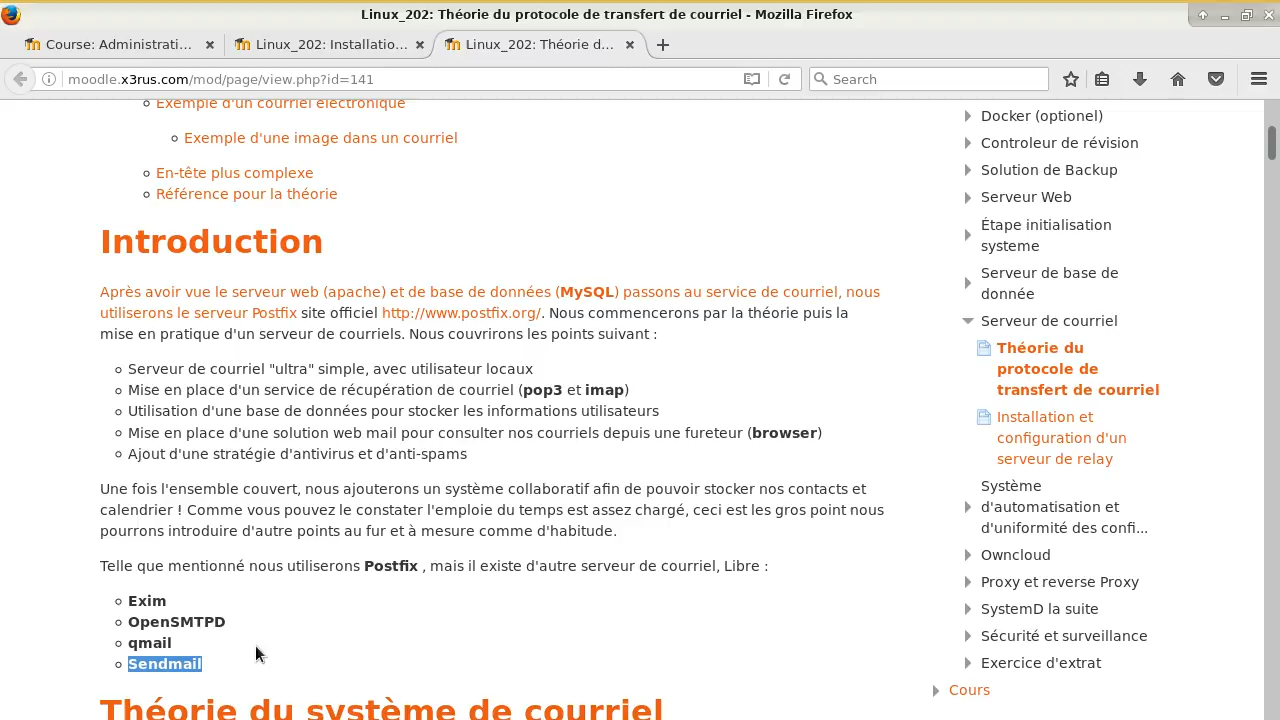 Linux_202: Théorie du protocole de transfert de courriel - Mozilla Firefox
Course: Administrati...
Linux_202: Installatio...
Linux_202: Théorie d...
moodle.x3rus.com/mod/page/view.php?id=141
Search
Exemple d'un courriel électronique
Exemple d'une image dans un courriel
En-tête plus complexe
Référence pour la théorie
Introduction
Après avoir vue le serveur web (apache) et de base de données (MySQL) passons au service de courriel, nous
utiliserons le serveur Postfix site officiel http://www.postfix.org/. Nous commencerons par la théorie puis la
mise en pratique d'un serveur de courriels. Nous couvrirons les points suivant :
Serveur de courriel "ultra" simple, avec utilisateur locaux
Mise en place d'un service de récupération de courriel (pop3 et imap)
Utilisation d'une base de données pour stocker les informations utilisateurs
Mise en place d'une solution web mail pour consulter nos courriels depuis une fureteur (browser)
Ajout d'une stratégie d'antivirus et d'anti-spams
Une fois l'ensemble couvert, nous ajouterons un système collaboratif afin de pouvoir stocker nos contacts et
calendrier ! Comme vous pouvez le constater l'emploie du temps est assez chargé, ceci est les gros point nous
pourrons introduire d'autre points au fur et à mesure comme d'habitude.
Telle que mentionné nous utiliserons Postfix , mais il existe d'autre serveur de courriel, Libre :
Exim
OpenSMTPD
qmail
Sendmail
Théorie du système de courriel
Docker (optionel)
Controleur de révision
Solution de Backup
Serveur Web
Étape initialisation
systeme
Serveur de base de
donnée
Serveur de courriel
Théorie du
protocole de
transfert de courriel
Installation et
configuration d'un
serveur de relay
Système
d'automatisation et
d'uniformité des confi...
Owncloud
Proxy et reverse Proxy
SystemD la suite
Sécurité et surveillance
Exercice d'extrat
Cours